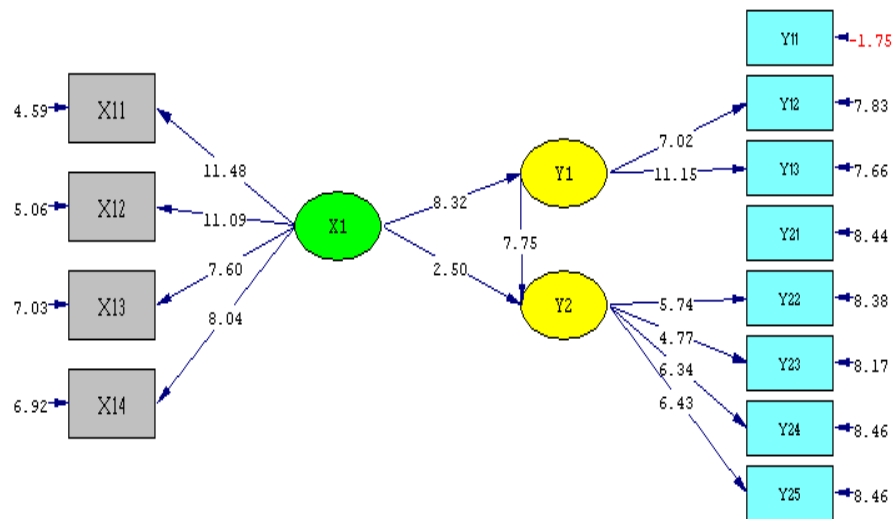 Y11
-1.75
X11
4.59
Y12
7.83
7.02
11.48
Y13
7.66
11.15
Y1
X12
5.06
11.09
8.32
X1
Y21
8.44
7.75
7.60
2.50
X13
7.03
Y2
5.74
Y22
8.38
8.04
4.77
6.34
6.43
Y23
8.17
X14
6.92
Y24
8.46
Y25
8.46